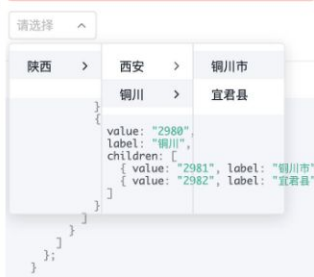 请选择
陕西 > 西安 > 铜川市
铜川 > 宜君县
}
{
value: "2980",
label: "铜川",
children: [
{ value: "2981", label: "铜川市"
{ value: "2982", label: "宜君县"
]
}
]
}
]
};
}